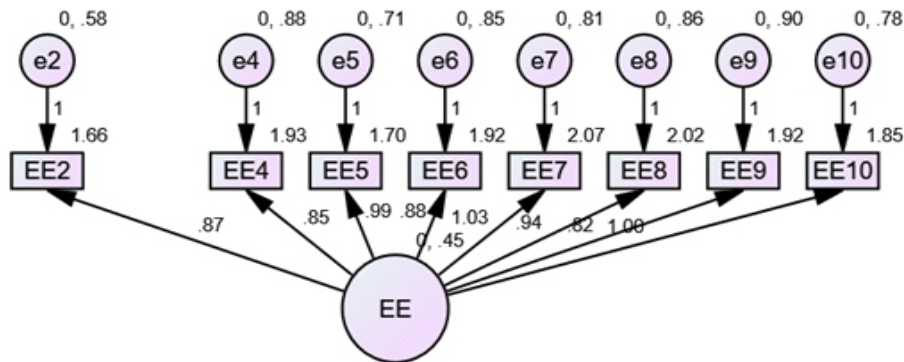 0, .58 0, .88 0, .71 0, .85 0, .81 0, .86 0, .90 0, .78
e2 e4 e5 e6 e7 e8 e9 e10
1 1 1 1 1 1 1 1
1.66 1.93 1.70 1.92 2.07 2.02 1.92 1.85
EE2 EE4 EE5 EE6 EE7 EE8 EE9 EE10
.87 .85 .99 .88 1.03 .94 .82 1.00
0, .45
EE